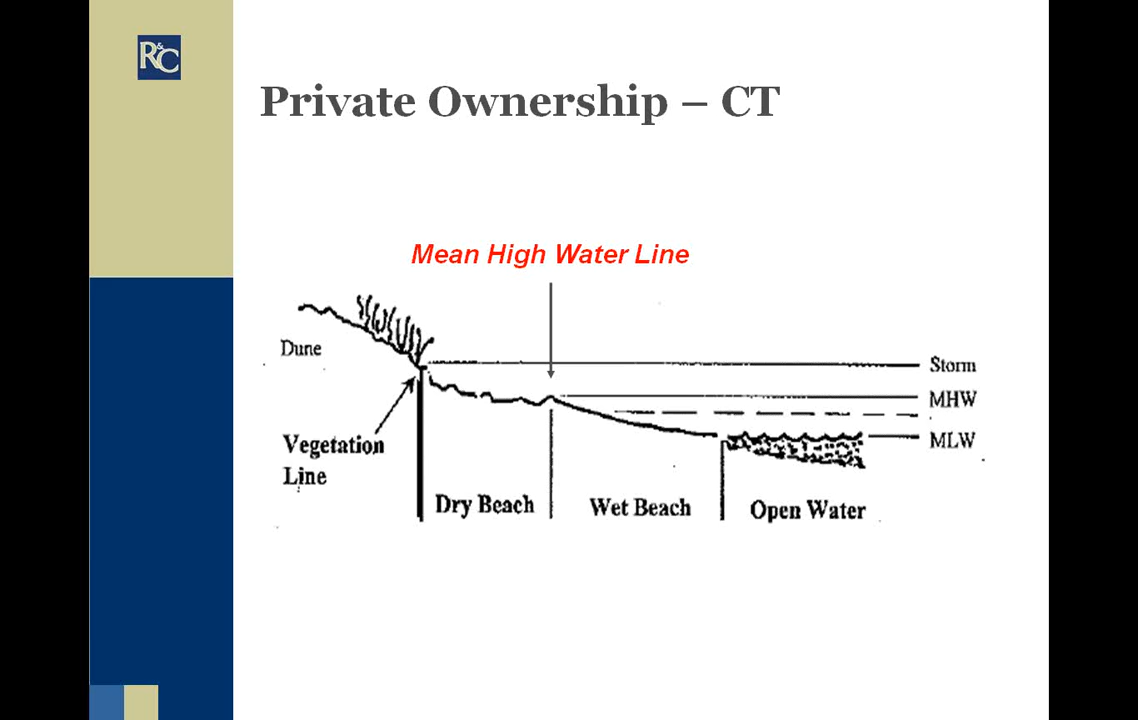 R&C
Private Ownership – CT
Mean High Water Line
Dune
Storm
MHW
Vegetation
Line
MLW
Dry Beach
Wet Beach
Open Water